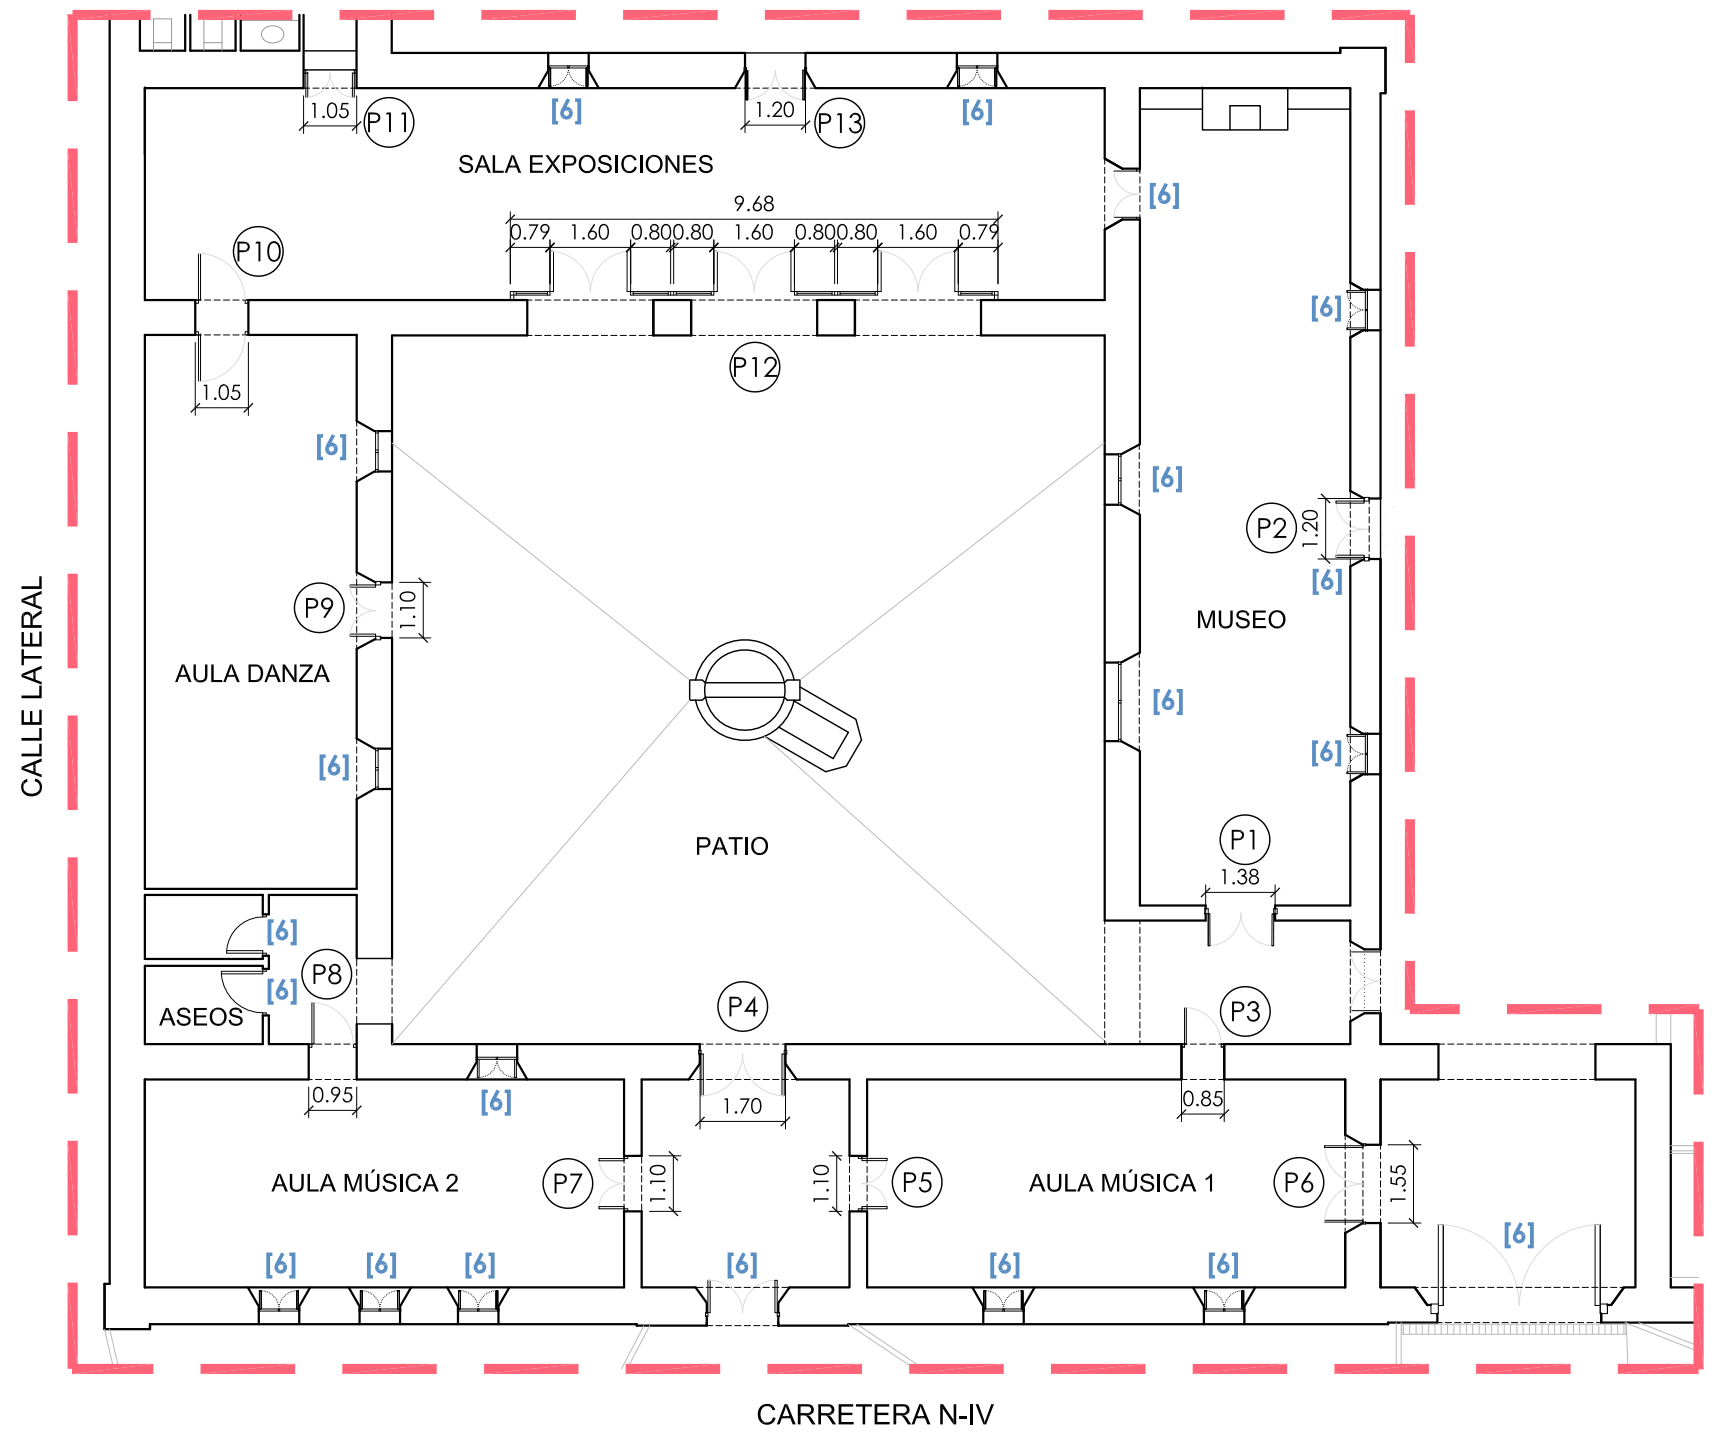 1.05
P11
[6]
1.20
P13
[6]
SALA EXPOSICIONES
[6]
9.68
0.79 1.60 0.80 0.80 1.60 0.80 0.80 1.60 0.79
P10
[6]
P12
1.05
[6]
[6]
P2
1.20
[6]
P9
1.10
MUSEO
CALLE LATERAL
AULA DANZA
[6]
[6]
[6]
PATIO
P1
1.38
[6]
P8
[6]
ASEOS
P4
P3
0.95
[6]
1.70
0.85
AULA MÚSICA 2
P7
1.10
1.10
P5
AULA MÚSICA 1
P6
1.55
[6]
[6]
[6]
[6]
[6]
[6]
[6]
CARRETERA N-IV